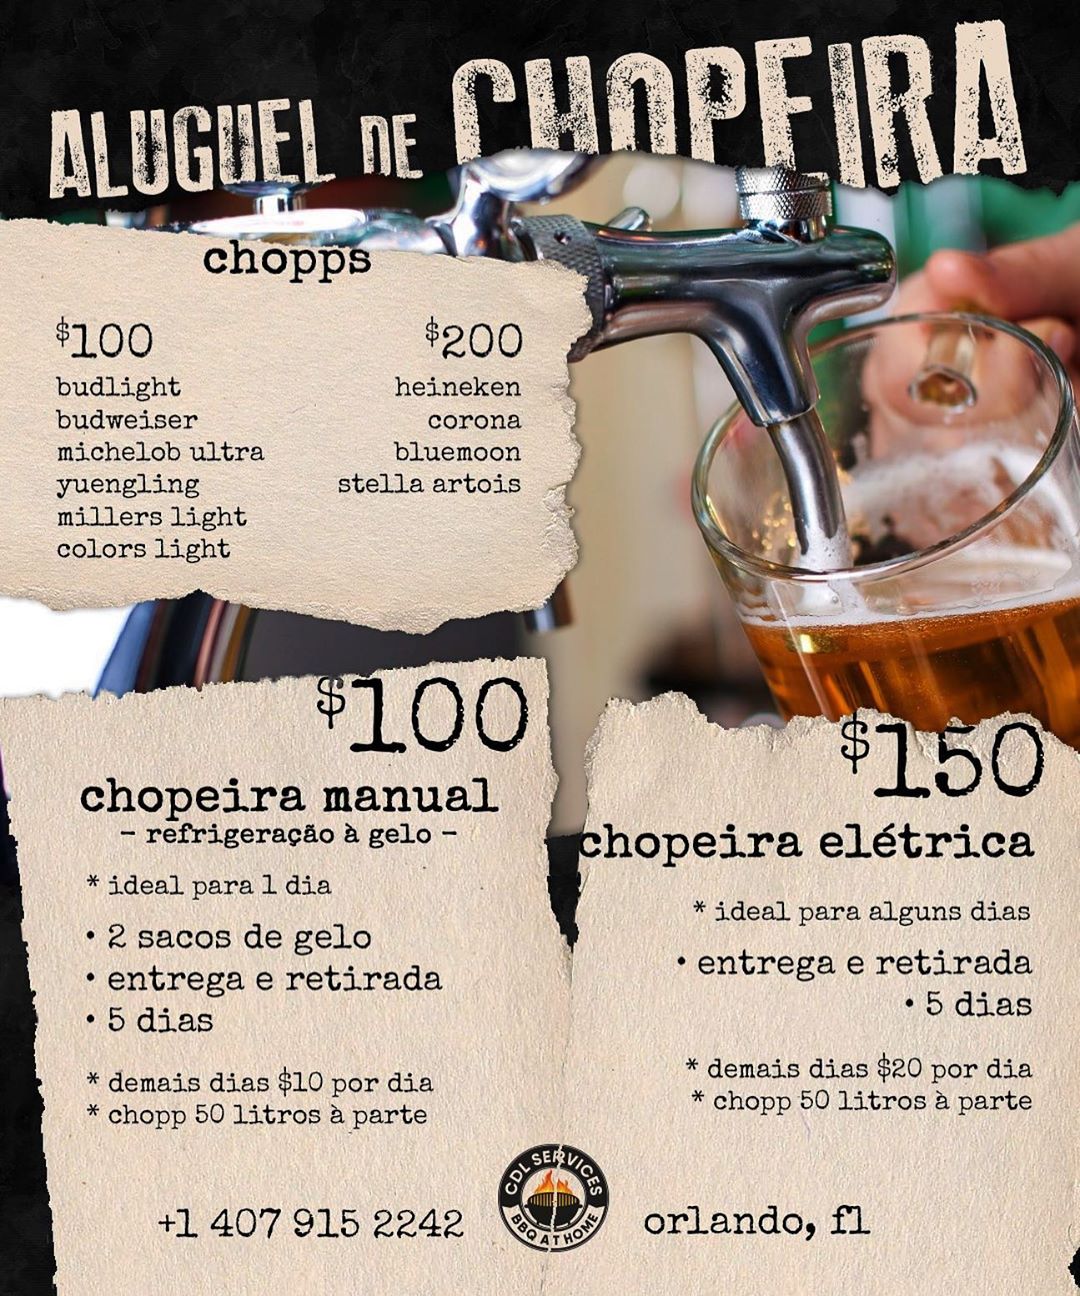 ALUGUEL DE CHOPEIRA
chopps
$100
budlight
budweiser
michelob ultra
yuengling
millers light
colors light
$200
heineken
corona
bluemoon
stella artois
$100
chopeira manual
- refrigeração à gelo -
* ideal para 1 dia
• 2 sacos de gelo
• entrega e retirada
• 5 dias
* demais dias $10 por dia
* chopp 50 litros à parte
$150
chopeira elétrica
* ideal para alguns dias
• entrega e retirada
• 5 dias
* demais dias $20 por dia
* chopp 50 litros à parte
+1 407 915 2242
CDL SERVICES
BBQ AT HOME
orlando, fl